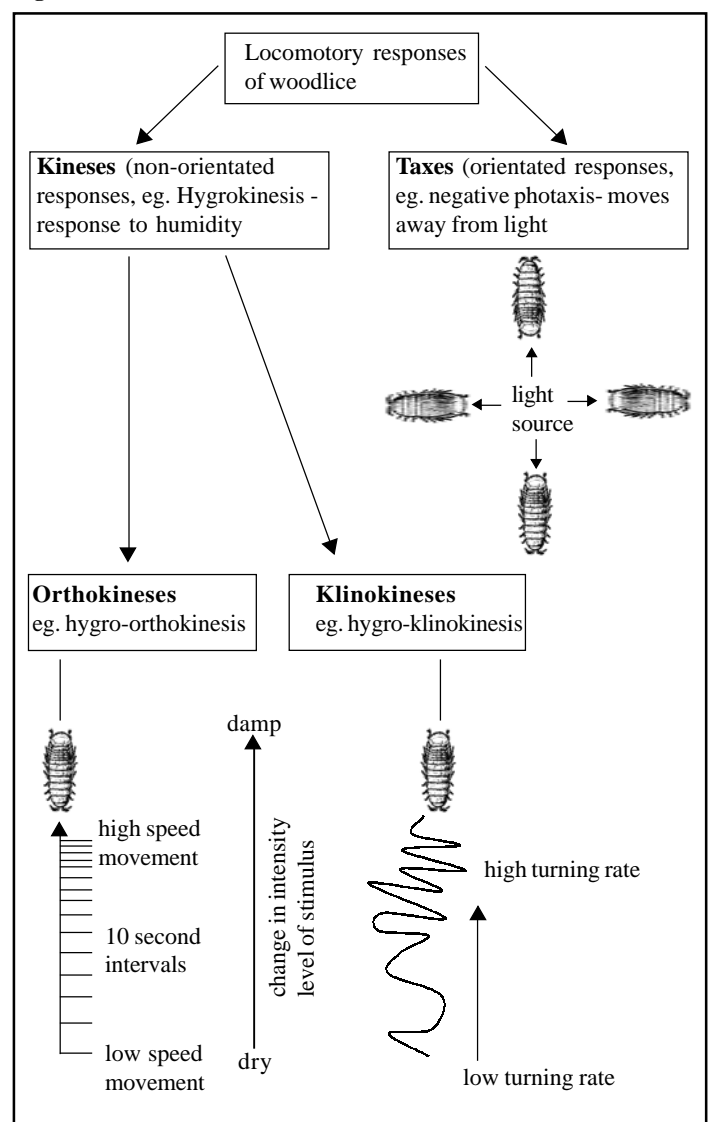 Locomotory responses
of woodlice
Kineses (non-orientated
responses, eg. Hygrokinesis -
response to humidity
Taxes (orientated responses,
eg. negative photaxis- moves
away from light
light
source
Orthokineses
eg. hygro-orthokinesis
Klinokineses
eg. hygro-klinokinesis
high speed
movement
10 second
intervals
low speed
movement
damp
change in intensity
level of stimulus
dry
high turning rate
low turning rate